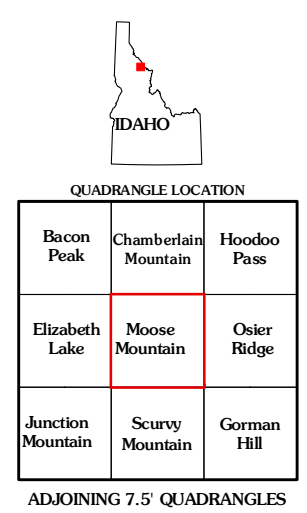 IDAHO
QUADRANGLE LOCATION
Bacon
Peak
Chamberlain
Mountain
Hoodoo
Pass
Elizabeth
Lake
Moose
Mountain
Osier
Ridge
Junction
Mountain
Scurvy
Mountain
Gorman
Hill
ADJOINING 7.5' QUADRANGLES